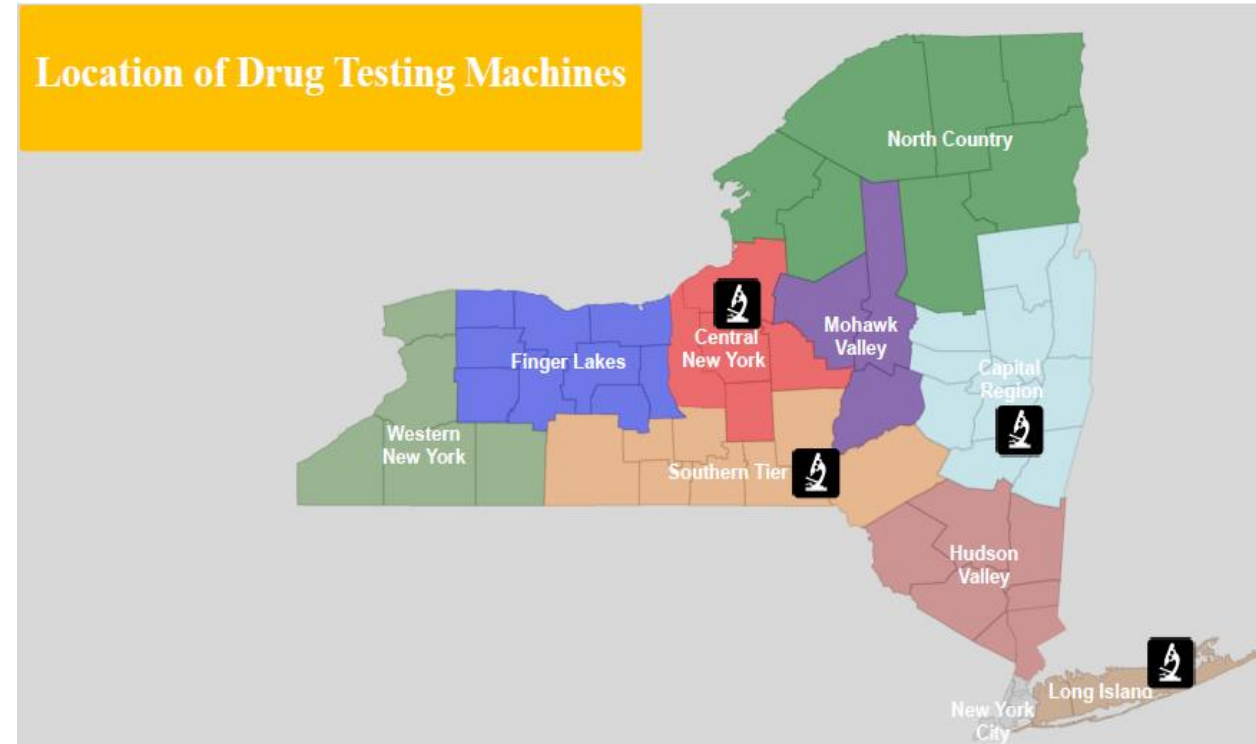 Location of Drug Testing Machines
North Country
Mohawk
Valley
Central
New York
Finger Lakes
Capital
Region
Western
New York
Southern Tier
Hudson
Valley
Long Island
New York
City